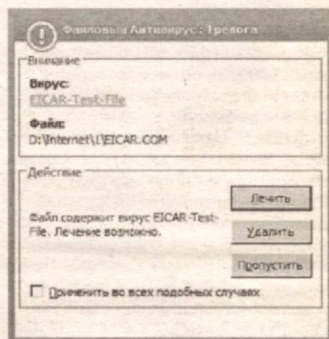 Файловый Антивирус: Тревога
Внимание
Вирус:
EICAR-Test-File
Файл:
D:\Internet\1\EICAR.COM
Действие
Файл содержит вирус EICAR-Test-
File. Лечение возможно.
Лечить
Удалить
Пропустить
Применить во всех подобных случаях